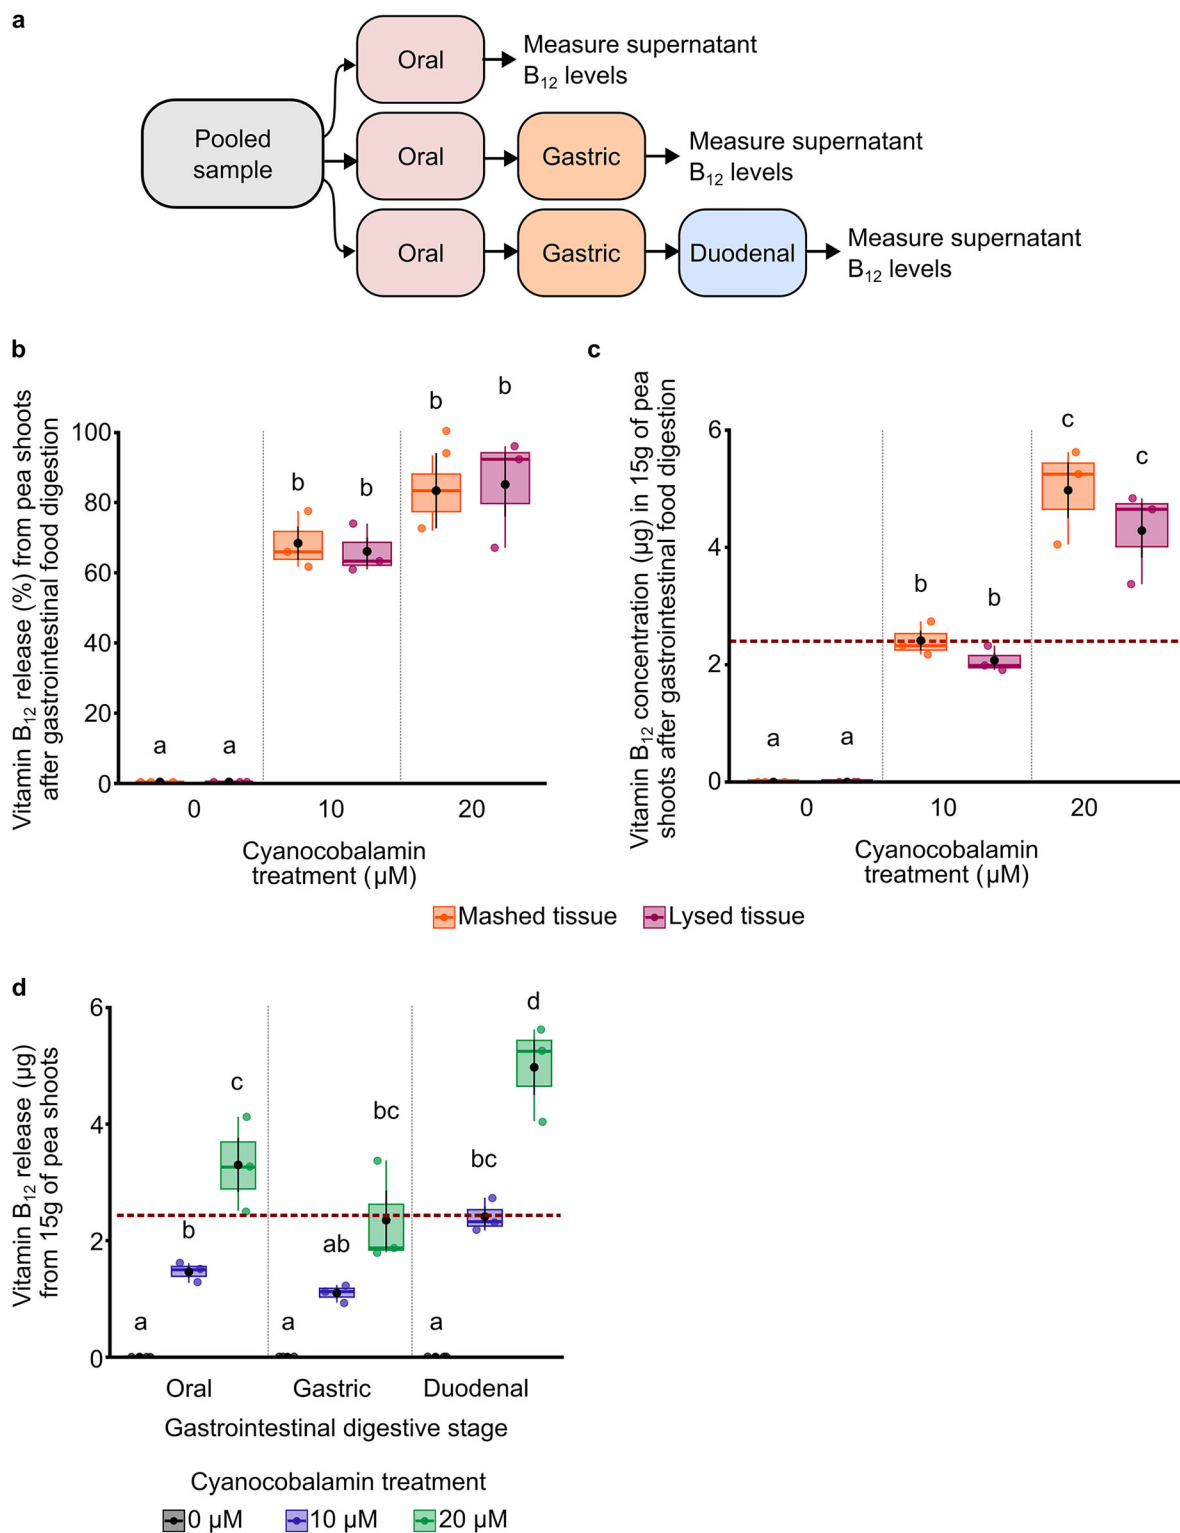 a
Oral
Measure supernatant
B₁₂ levels
Pooled
sample
Oral
Gastric
Measure supernatant
B₁₂ levels
Oral
Gastric
Duodenal
Measure supernatant
B₁₂ levels
b
Vitamin B₁₂ release (%) from pea shoots
after gastrointestinal food digestion
100
80
60
40
20
0
a
a
b
b
b
b
0
10
20
Cyanocobalamin
treatment (µM)
c
Vitamin B₁₂ concentration (µg) in 15g of pea
shoots after gastrointestinal food digestion
6
4
2
0
a
a
b
b
c
c
0
10
20
Cyanocobalamin
treatment (µM)
Mashed tissue
Lysed tissue
d
Vitamin B₁₂ release (µg)
from 15g of pea shoots
6
4
2
0
a
b
c
a
ab
bc
a
bc
d
Oral
Gastric
Duodenal
Gastrointestinal digestive stage
Cyanocobalamin treatment
0 µM
10 µM
20 µM